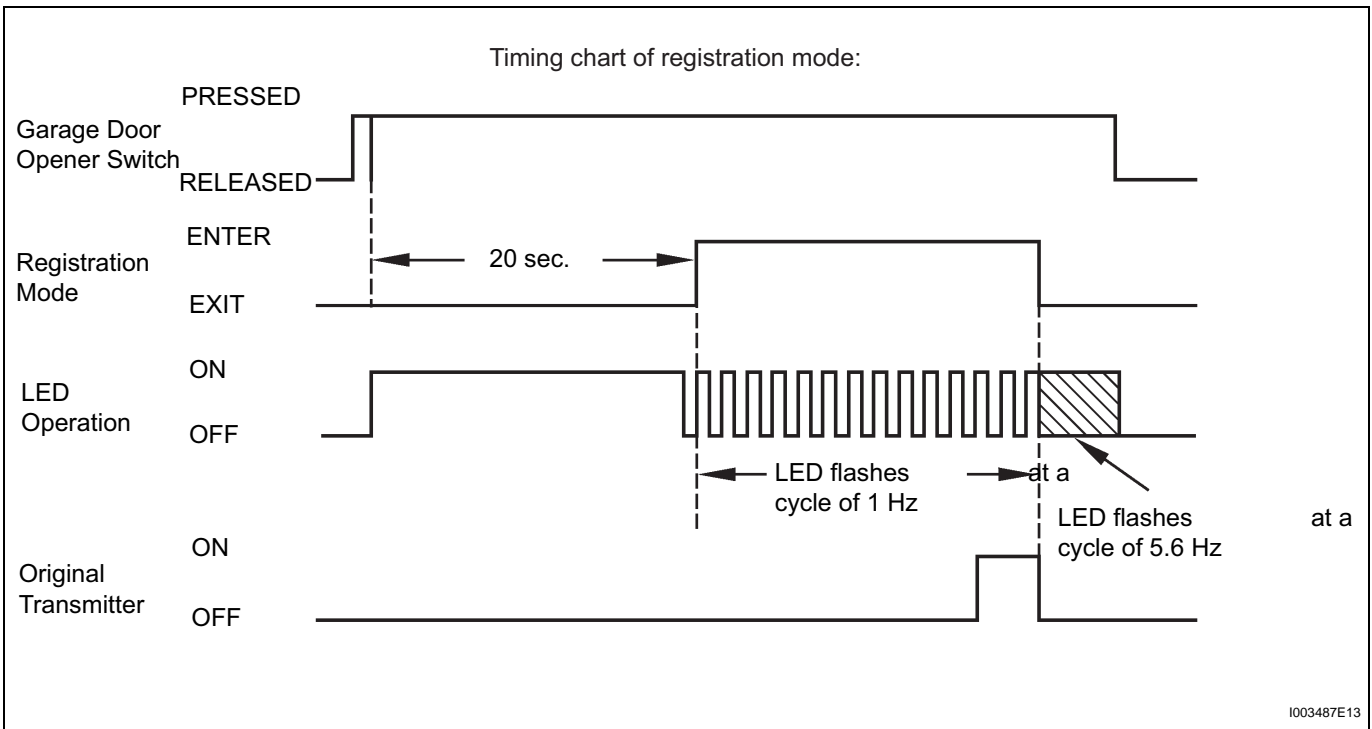 Timing chart of registration mode:
PRESSED
Garage Door
Opener Switch
RELEASED
ENTER
Registration
Mode
20 sec.
EXIT
ON
LED
Operation
OFF
LED flashes at a
cycle of 1 Hz
LED flashes at a
cycle of 5.6 Hz
ON
Original
Transmitter
OFF
I003487E13